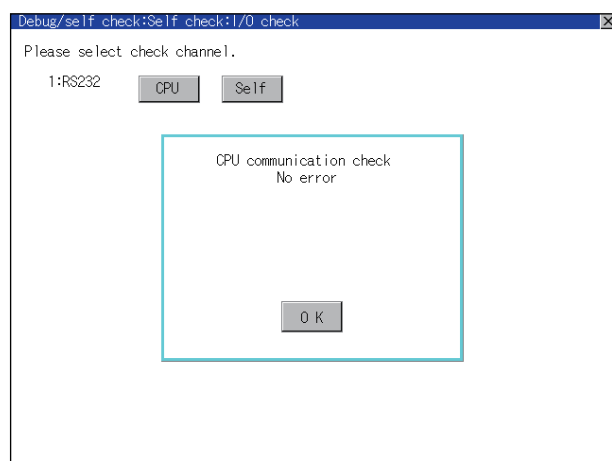 Debug/self check:Self check:I/O check
Please select check channel.
1:RS232 CPU Self
CPU communication check
No error
O K